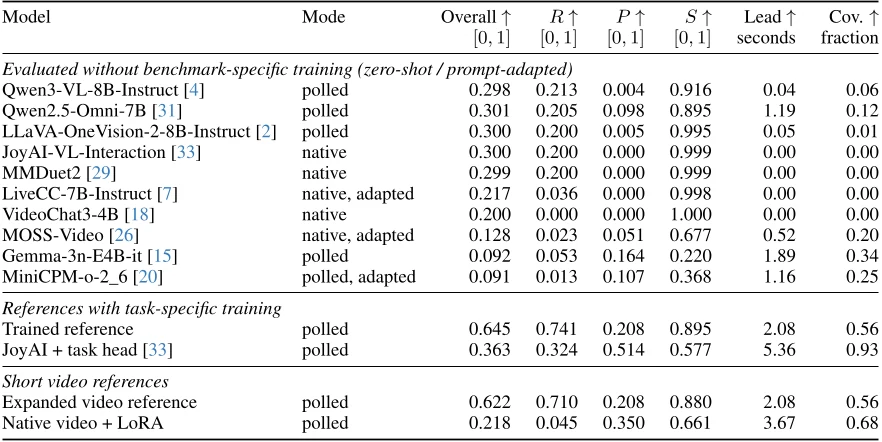 Model Mode Overall ↑ R ↑ P ↑ S ↑ Lead ↑ Cov. ↑
[0, 1] [0, 1] [0, 1] [0, 1] seconds fraction
Evaluated without benchmark-specific training (zero-shot / prompt-adapted)
Qwen3-VL-8B-Instruct [4] polled 0.298 0.213 0.004 0.916 0.04 0.06
Qwen2.5-Omni-7B [31] polled 0.301 0.205 0.098 0.895 1.19 0.12
LLaVA-OneVision-2-8B-Instruct [2] polled 0.300 0.200 0.005 0.995 0.05 0.01
JoyAI-VL-Interaction [33] native 0.300 0.200 0.000 0.999 0.00 0.00
MMDuet2 [29] native 0.299 0.200 0.000 0.999 0.00 0.00
LiveCC-7B-Instruct [7] native, adapted 0.217 0.036 0.000 0.998 0.00 0.00
VideoChat3-4B [18] native 0.200 0.000 0.000 1.000 0.00 0.00
MOSS-Video [26] native, adapted 0.128 0.023 0.051 0.677 0.52 0.20
Gemma-3n-E4B-it [15] polled 0.092 0.053 0.164 0.220 1.89 0.34
MiniCPM-o-2_6 [20] polled, adapted 0.091 0.013 0.107 0.368 1.16 0.25
References with task-specific training
Trained reference polled 0.645 0.741 0.208 0.895 2.08 0.56
JoyAI + task head [33] polled 0.363 0.324 0.514 0.577 5.36 0.93
Short video references
Expanded video reference polled 0.622 0.710 0.208 0.880 2.08 0.56
Native video + LoRA polled 0.218 0.045 0.350 0.661 3.67 0.68